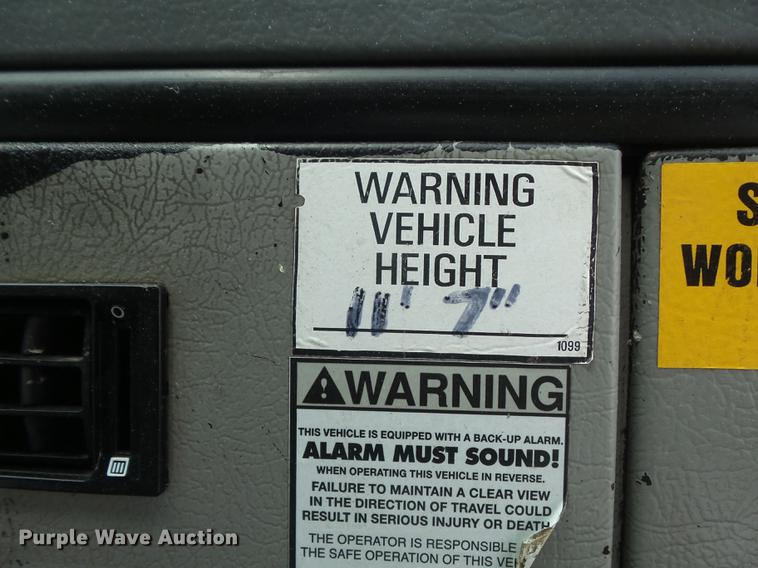 WARNING
VEHICLE
HEIGHT
11' 7"
1099
WARNING
THIS VEHICLE IS EQUIPPED WITH A BACK-UP ALARM.
ALARM MUST SOUND!
WHEN OPERATING THIS VEHICLE IN REVERSE.
FAILURE TO MAINTAIN A CLEAR VIEW
IN THE DIRECTION OF TRAVEL COULD
RESULT IN SERIOUS INJURY OR DEATH
THE OPERATOR IS RESPONSIBLE
THE SAFE OPERATION OF THIS VEH
S
WO
Purple Wave Auction